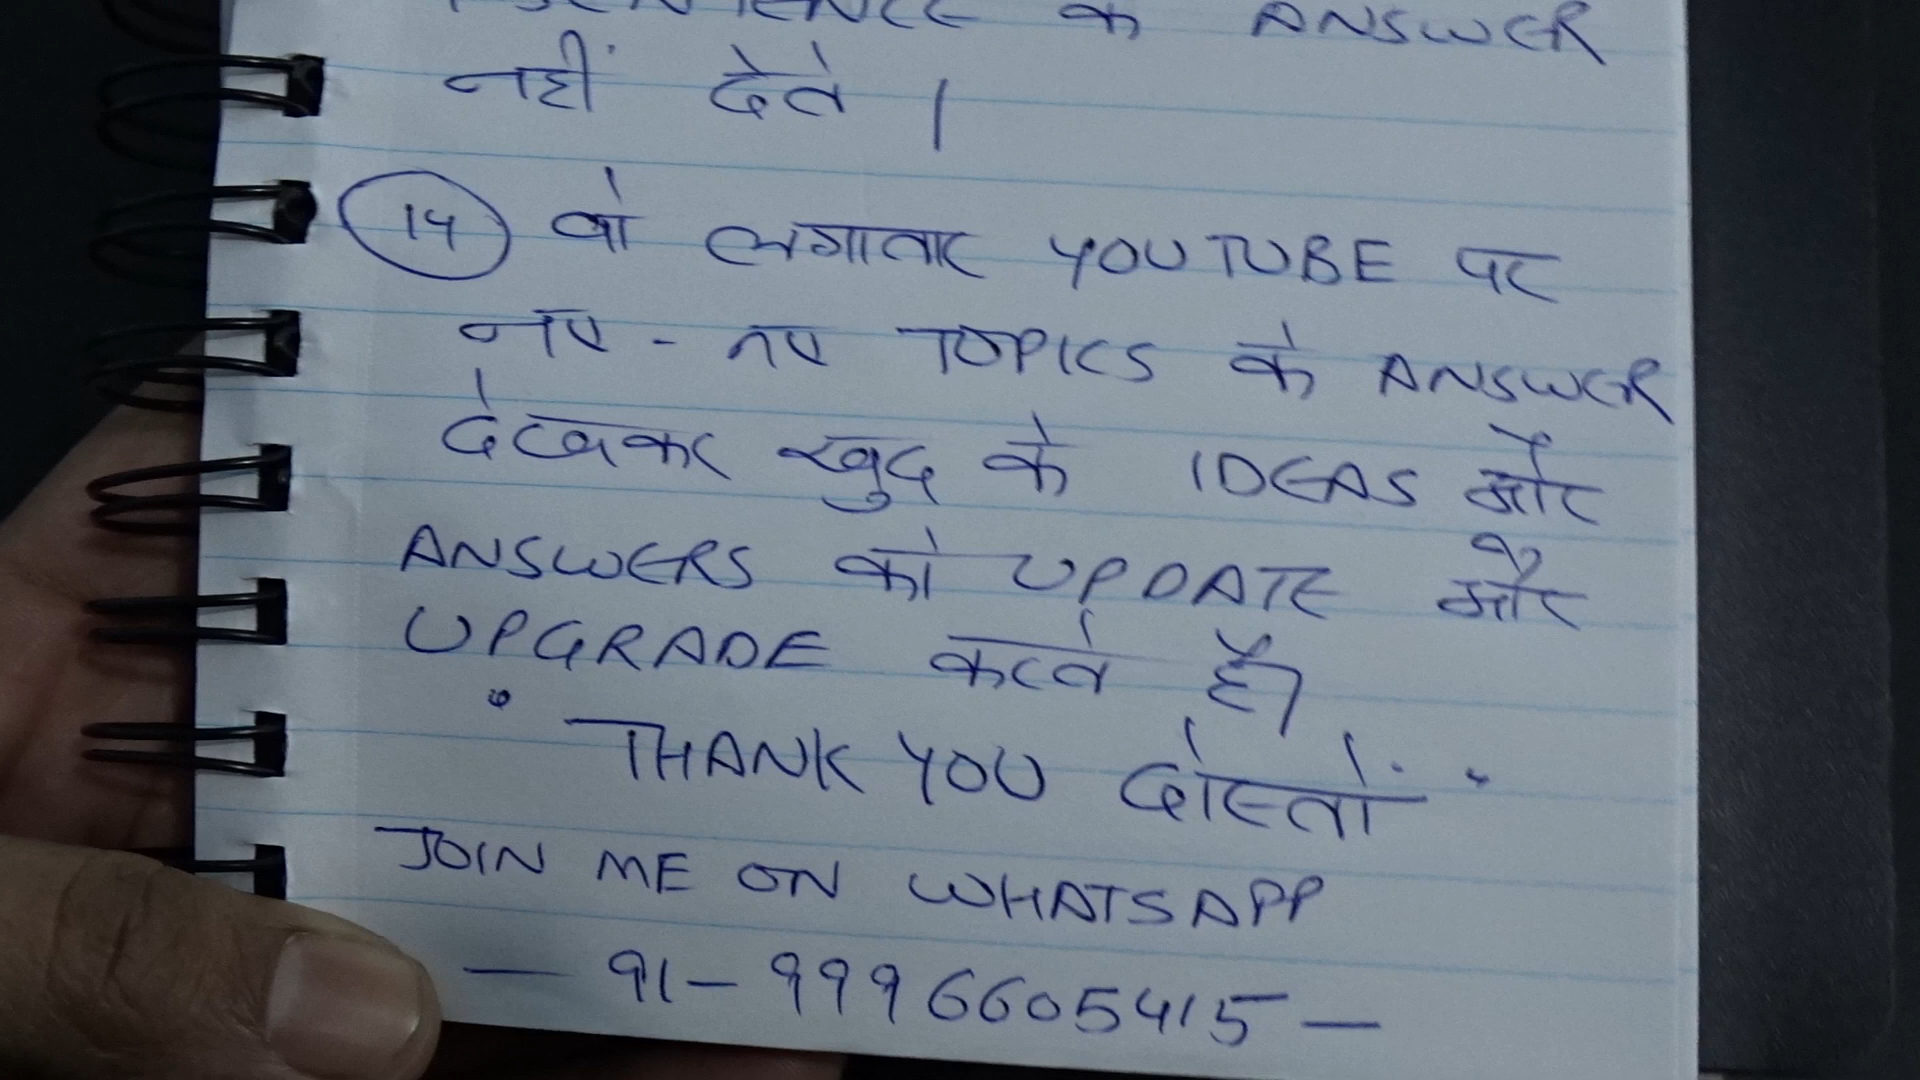 SENTENCE के ANSWER
नहीं देते ।
14 वो लगातार YOUTUBE पर
नए - नए TOPICS के ANSWER
देखकर खुद के IDEAS और
ANSWERS को UPDATE और
UPGRADE करते है।
" THANK YOU दोस्तों "
JOIN ME ON WHATSAPP
— 91 - 9996605415 —